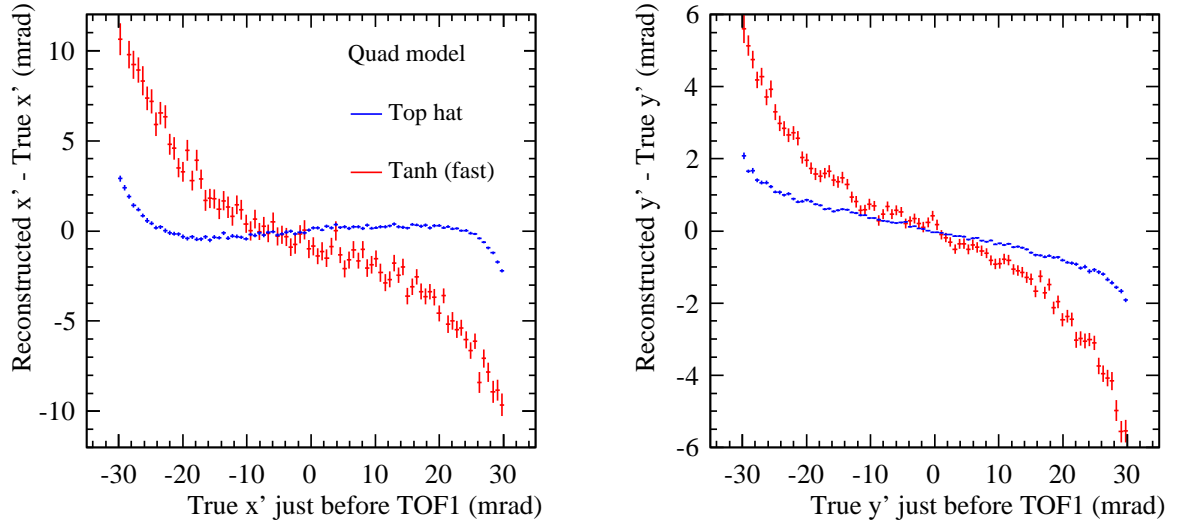 Reconstructed x' - True x' (mrad)
10
5
0
-5
-10
Quad model
Top hat
Tanh (fast)
-30 -20 -10 0 10 20 30
True x' just before TOF1 (mrad)
Reconstructed y' - True y' (mrad)
6
4
2
0
-2
-4
-6
-30 -20 -10 0 10 20 30
True y' just before TOF1 (mrad)